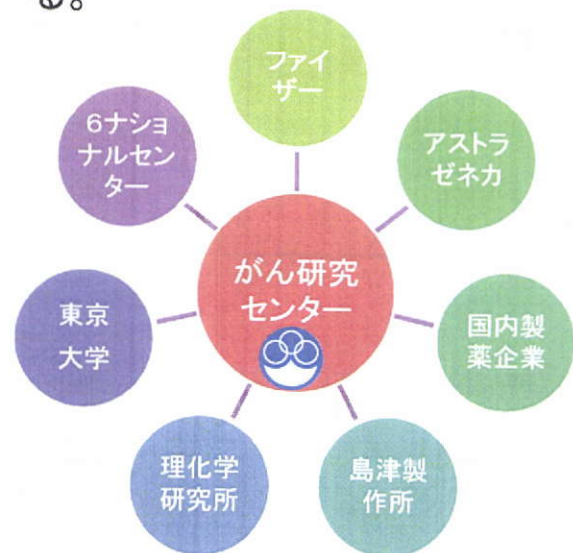 る。
ファイ
ザー
アストラ
ゼネカ
国内製
薬企業
島津製
作所
理化学
研究所
東京
大学
6ナショ
ナルセン
ター
がん研究
センター